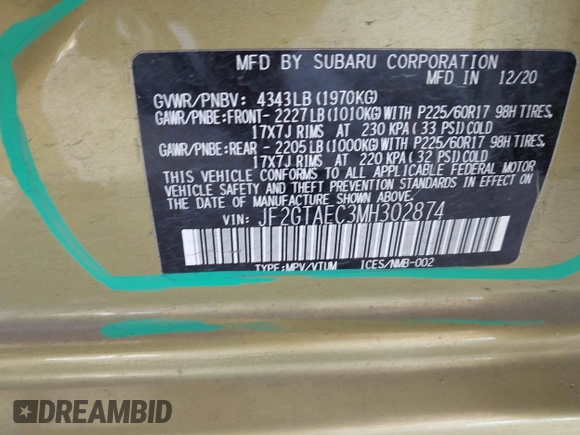 MFD BY SUBARU CORPORATION
MFD IN 12/20
GVWR/PNBV: 4343LB(1970KG)
GAWR/PNBE:FRONT-2227LB(1010KG)WITH P225/60R17 98H TIRES,
17X7J RIMS AT 230 KPA(33 PSI)COLD
GAWR/PNBE:REAR -2205LB(1000KG)WITH P225/60R17 98H TIRES,
17X7J RIMS AT 220 KPA(32 PSI)COLD
THIS VEHICLE CONFORMS TO ALL APPLICABLE FEDERAL MOTOR
VEHICLE SAFETY AND THEFT PREVENTION STANDARDS IN EFFECT ON
THE DATE OF MANUFACTURE SHOWN ABOVE.
VIN: JF2GTAEC3MH302874
TYPE:MPV/VTUM ICES/NMB-002
DREAMBID